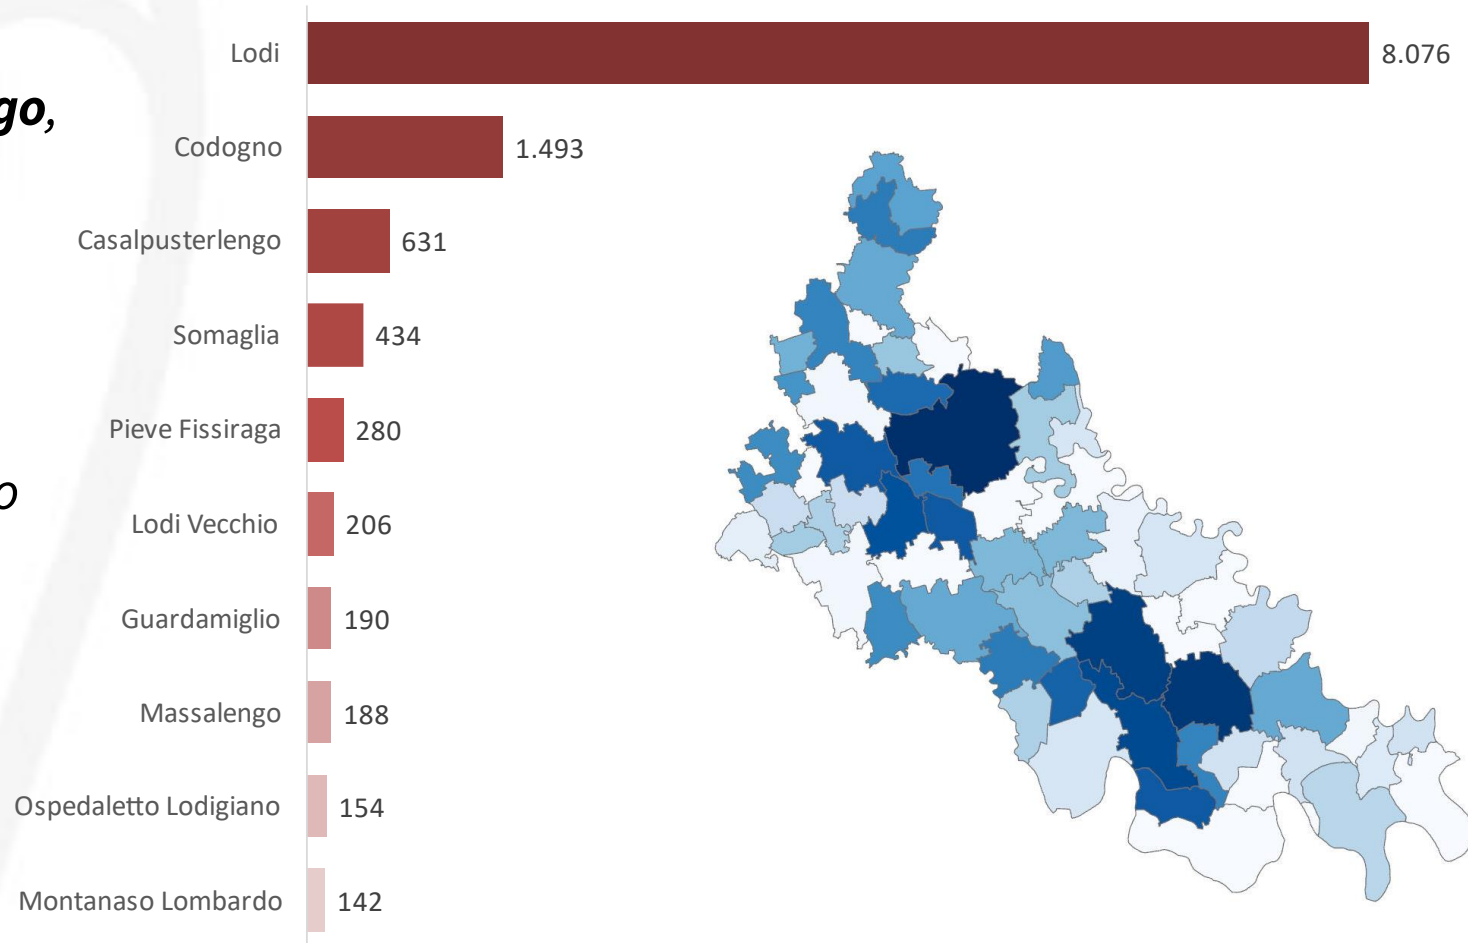 go,
o
Lodi 8.076
Codogno 1.493
Casalpusterlengo 631
Somaglia 434
Pieve Fissiraga 280
Lodi Vecchio 206
Guardamiglio 190
Massalengo 188
Ospedaletto Lodigiano 154
Montanaso Lombardo 142